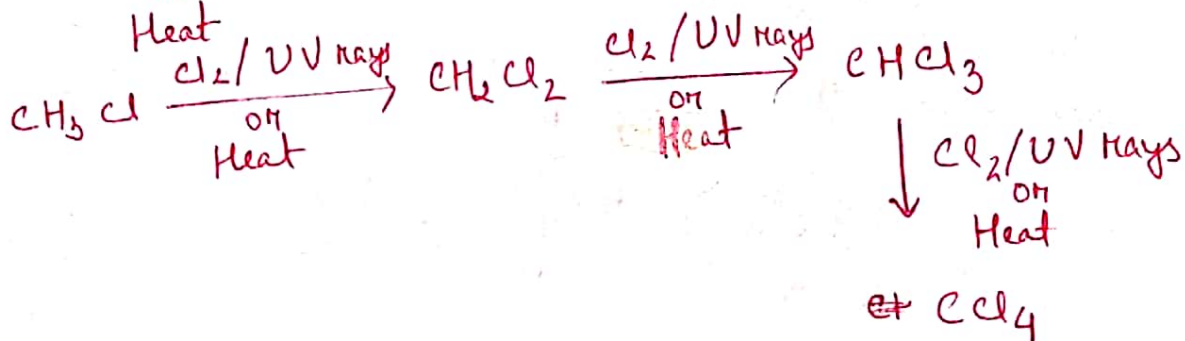 Heat
CH₃Cl Cl₂/UV rays or Heat → CH₂Cl₂ Cl₂/UV rays or Heat → CHCl₃
↓ Cl₂/UV rays
or
Heat
CCl₄